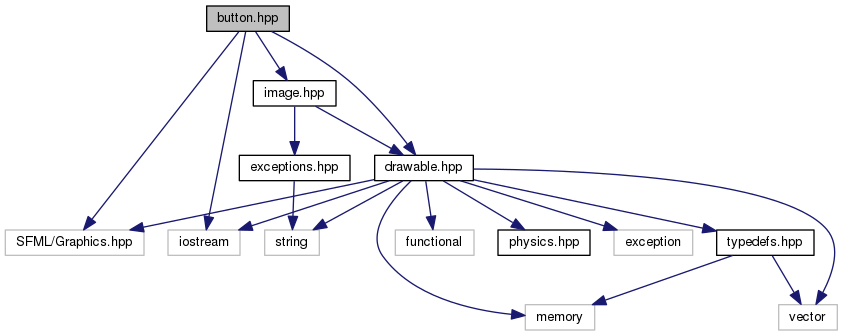 button.hpp
image.hpp
exceptions.hpp
drawable.hpp
SFML/Graphics.hpp
iostream
string
functional
physics.hpp
exception
typedefs.hpp
memory
vector